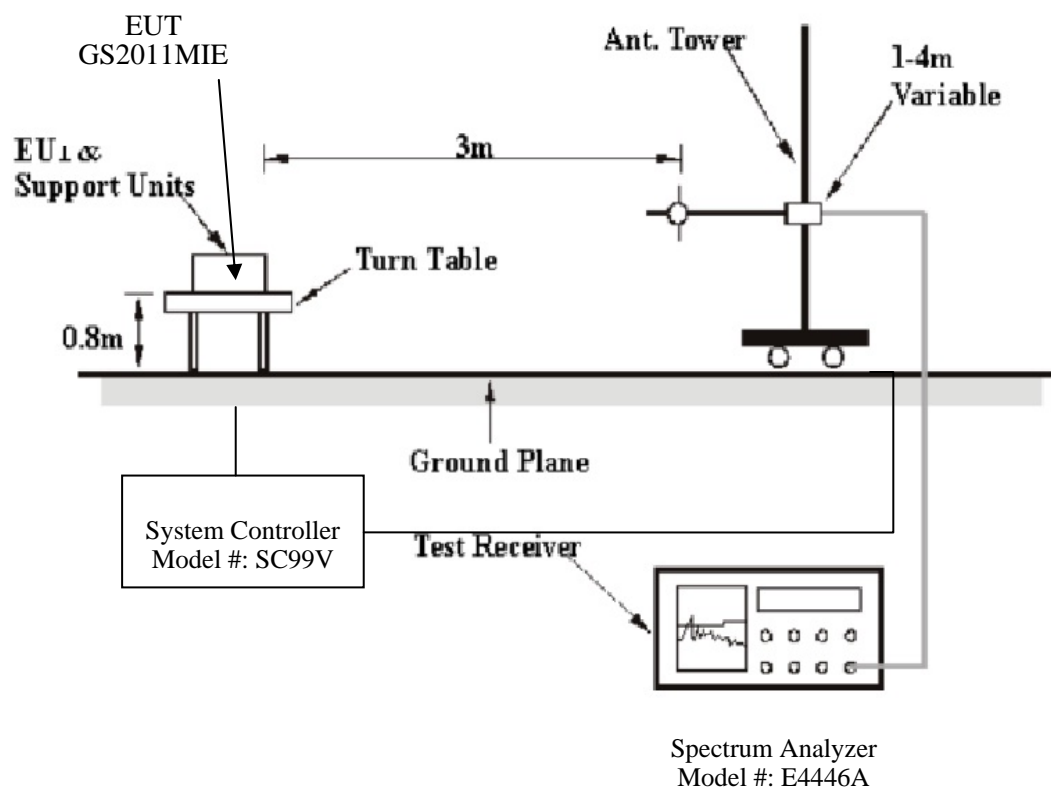 EUT
GS2011MIE
Ant. Tower
1-4m
Variable
3m
EUT &
Support Units
Turn Table
0.8m
Ground Plane
System Controller
Model #: SC99V
Test Receiver
Spectrum Analyzer
Model #: E4446A